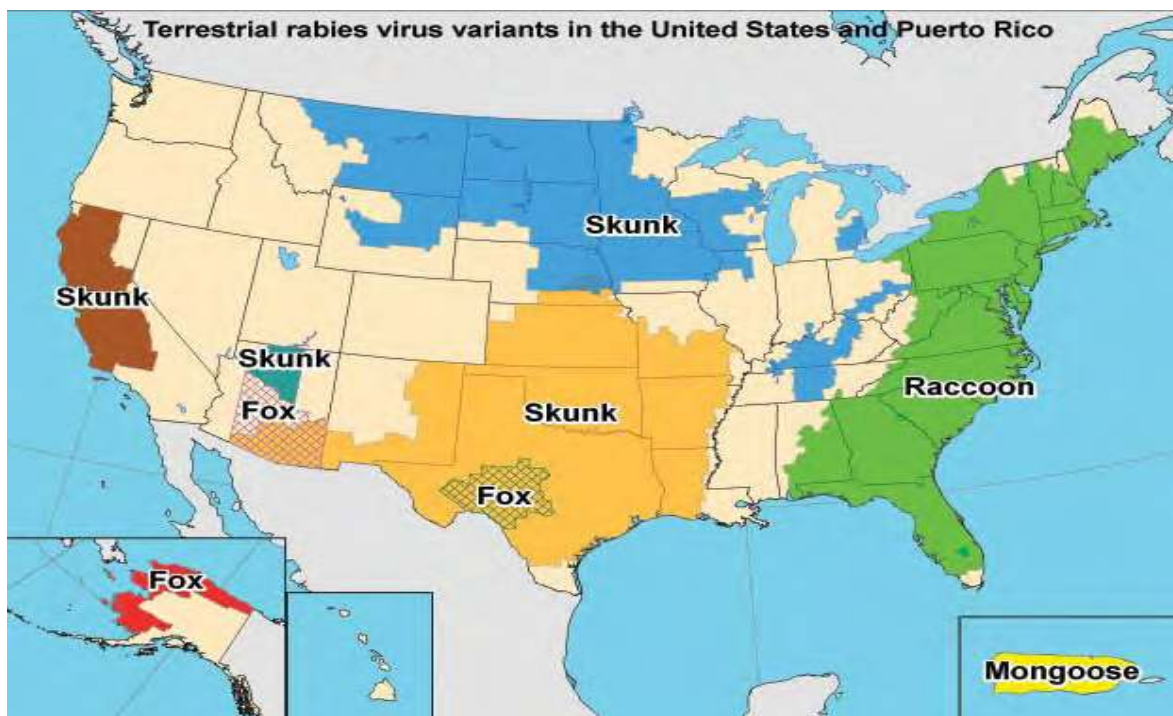 Terrestrial rabies virus variants in the United States and Puerto Rico
Skunk
Skunk
Skunk
Fox
Skunk
Raccoon
Fox
Fox
Mongoose